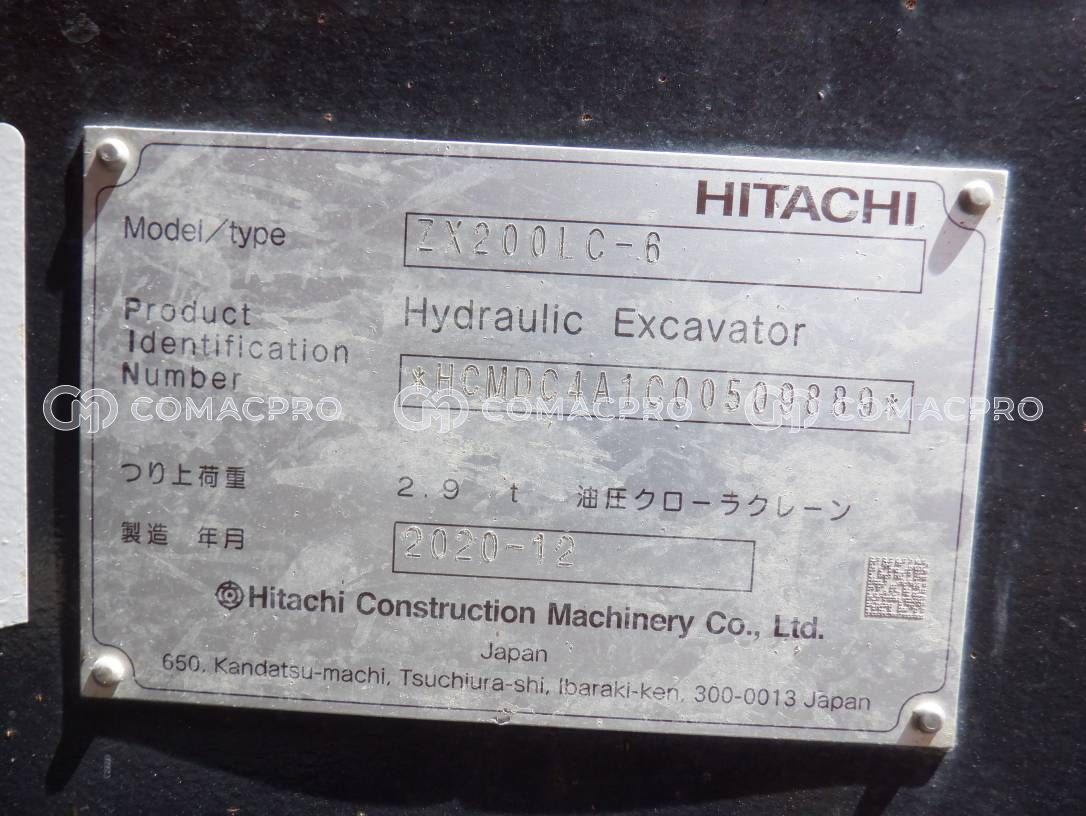 HITACHI
Model/type ZX200LC-6
Hydraulic Excavator
Product
Identification
Number *HCMDC4A1C00509889*
COMACPRO COMACPRO COMACPRO
つり上荷重 2.9 t 油圧クローラクレーン
製造 年月 2020-12
Hitachi Construction Machinery Co., Ltd.
Japan
650, Kandatsu-machi, Tsuchiura-shi, Ibaraki-ken, 300-0013 Japan